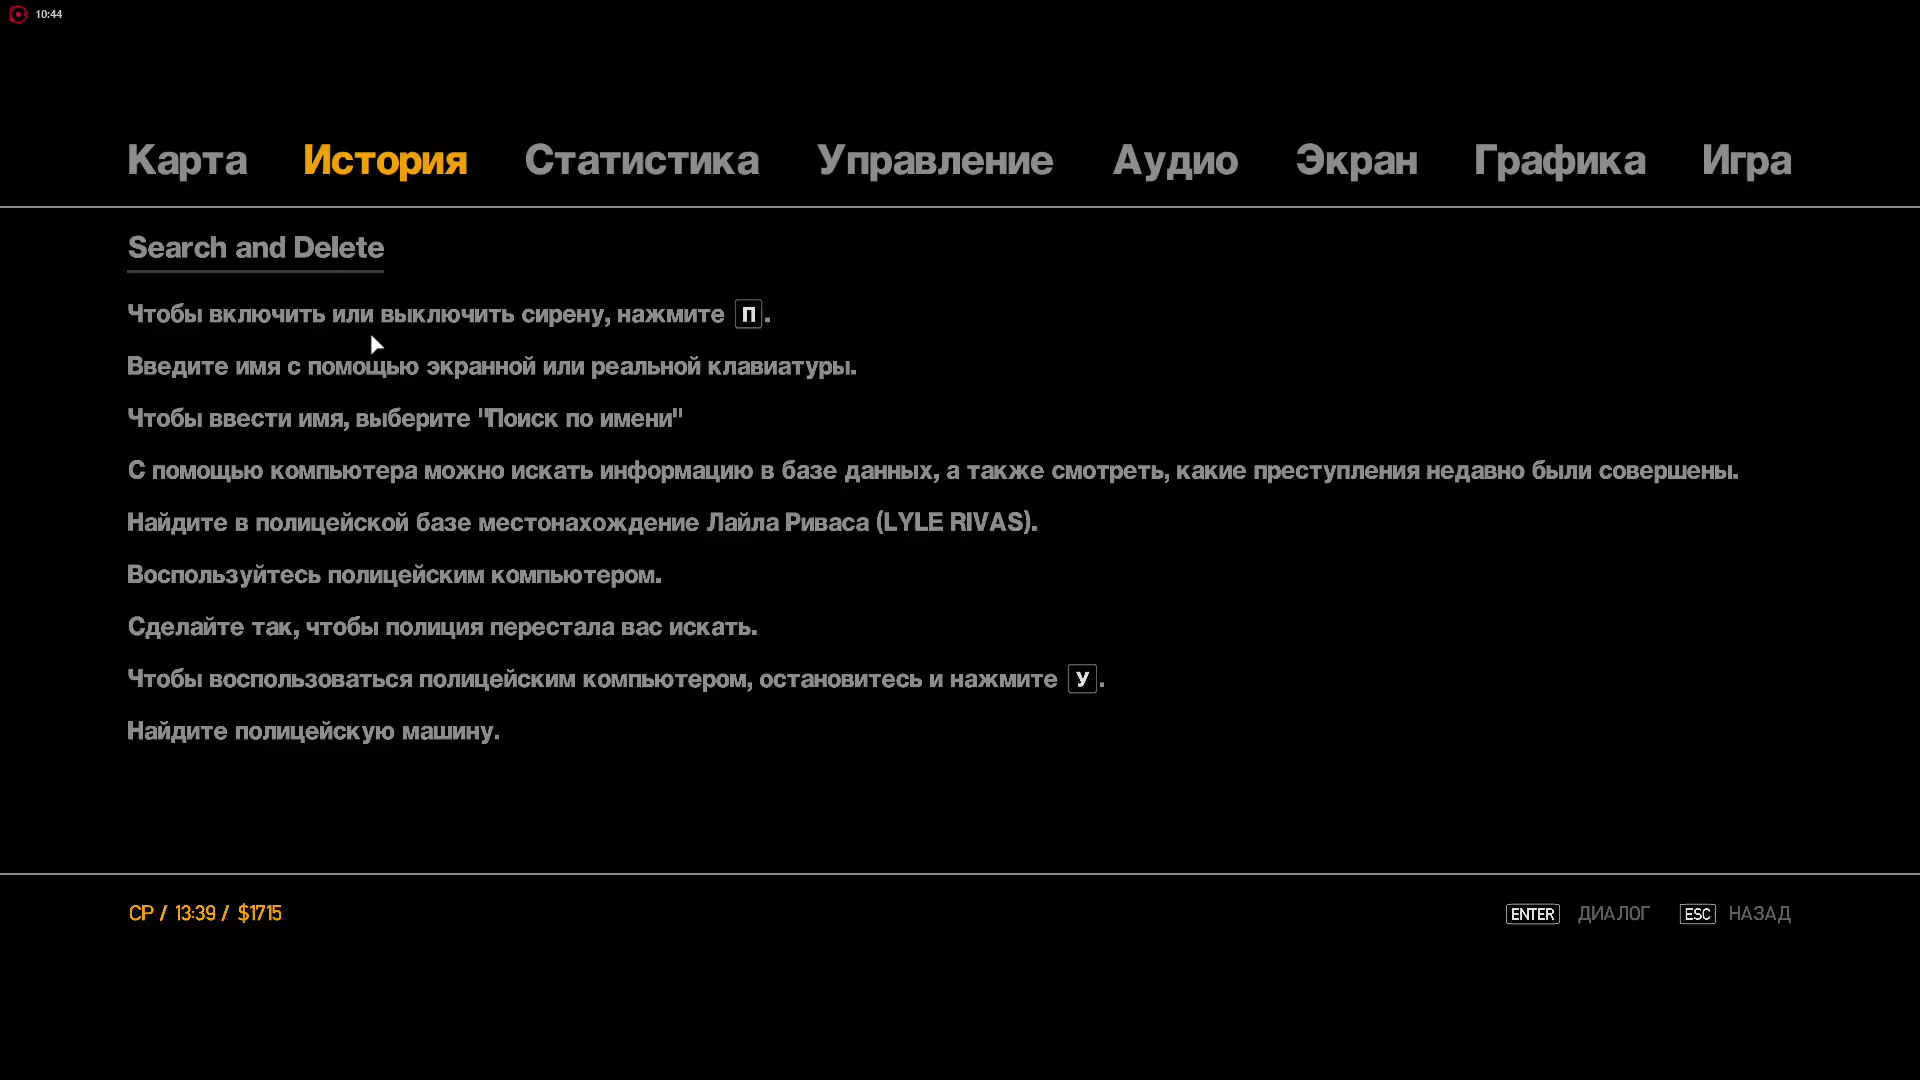 10:44
Карта История Статистика Управление Аудио Экран Графика Игра
Search and Delete
Чтобы включить или выключить сирену, нажмите П.
Введите имя с помощью экранной или реальной клавиатуры.
Чтобы ввести имя, выберите "Поиск по имени"
С помощью компьютера можно искать информацию в базе данных, а также смотреть, какие преступления недавно были совершены.
Найдите в полицейской базе местонахождение Лайла Риваса (LYLE RIVAS).
Воспользуйтесь полицейским компьютером.
Сделайте так, чтобы полиция перестала вас искать.
Чтобы воспользоваться полицейским компьютером, остановитесь и нажмите У.
Найдите полицейскую машину.
СР / 13:39 / $1715
ENTER ДИАЛОГ ESC НАЗАД